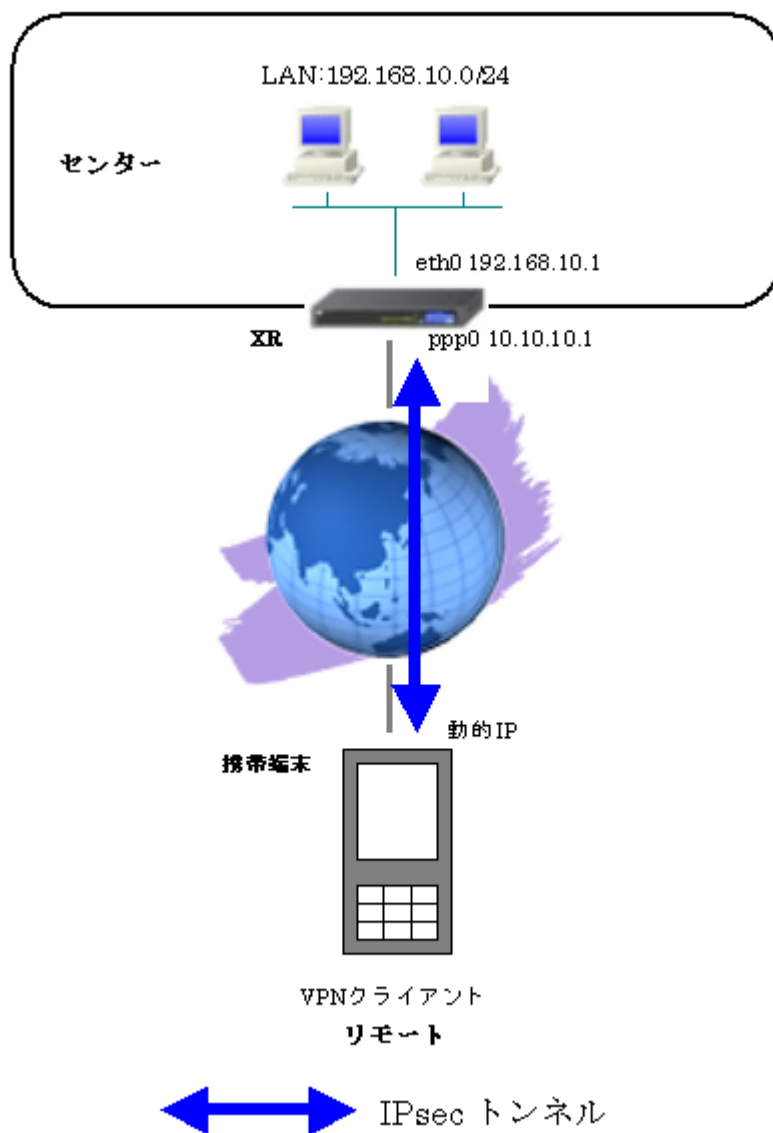 LAN:192.168.10.0/24
センター
eth0 192.168.10.1
XR
ppp0 10.10.10.1
動的IP
携帯端末
VPNクライアント
リモート
IPsec トンネル